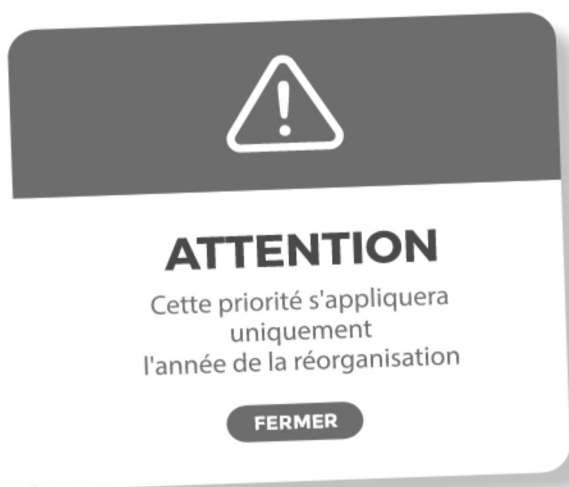 ATTENTION
Cette priorité s'appliquera
uniquement
l'année de la réorganisation
FERMER